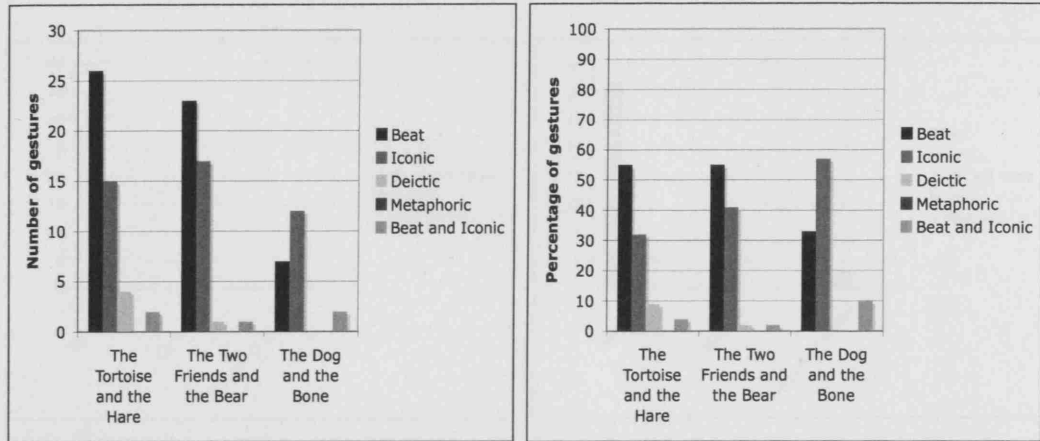 Number of gestures
30
25
20
15
10
5
0
The Tortoise and the Hare
The Two Friends and the Bear
The Dog and the Bone
Beat
Iconic
Deictic
Metaphoric
Beat and Iconic
Percentage of gestures
100
90
80
70
60
50
40
30
20
10
0
The Tortoise and the Hare
The Two Friends and the Bear
The Dog and the Bone
Beat
Iconic
Deictic
Metaphoric
Beat and Iconic